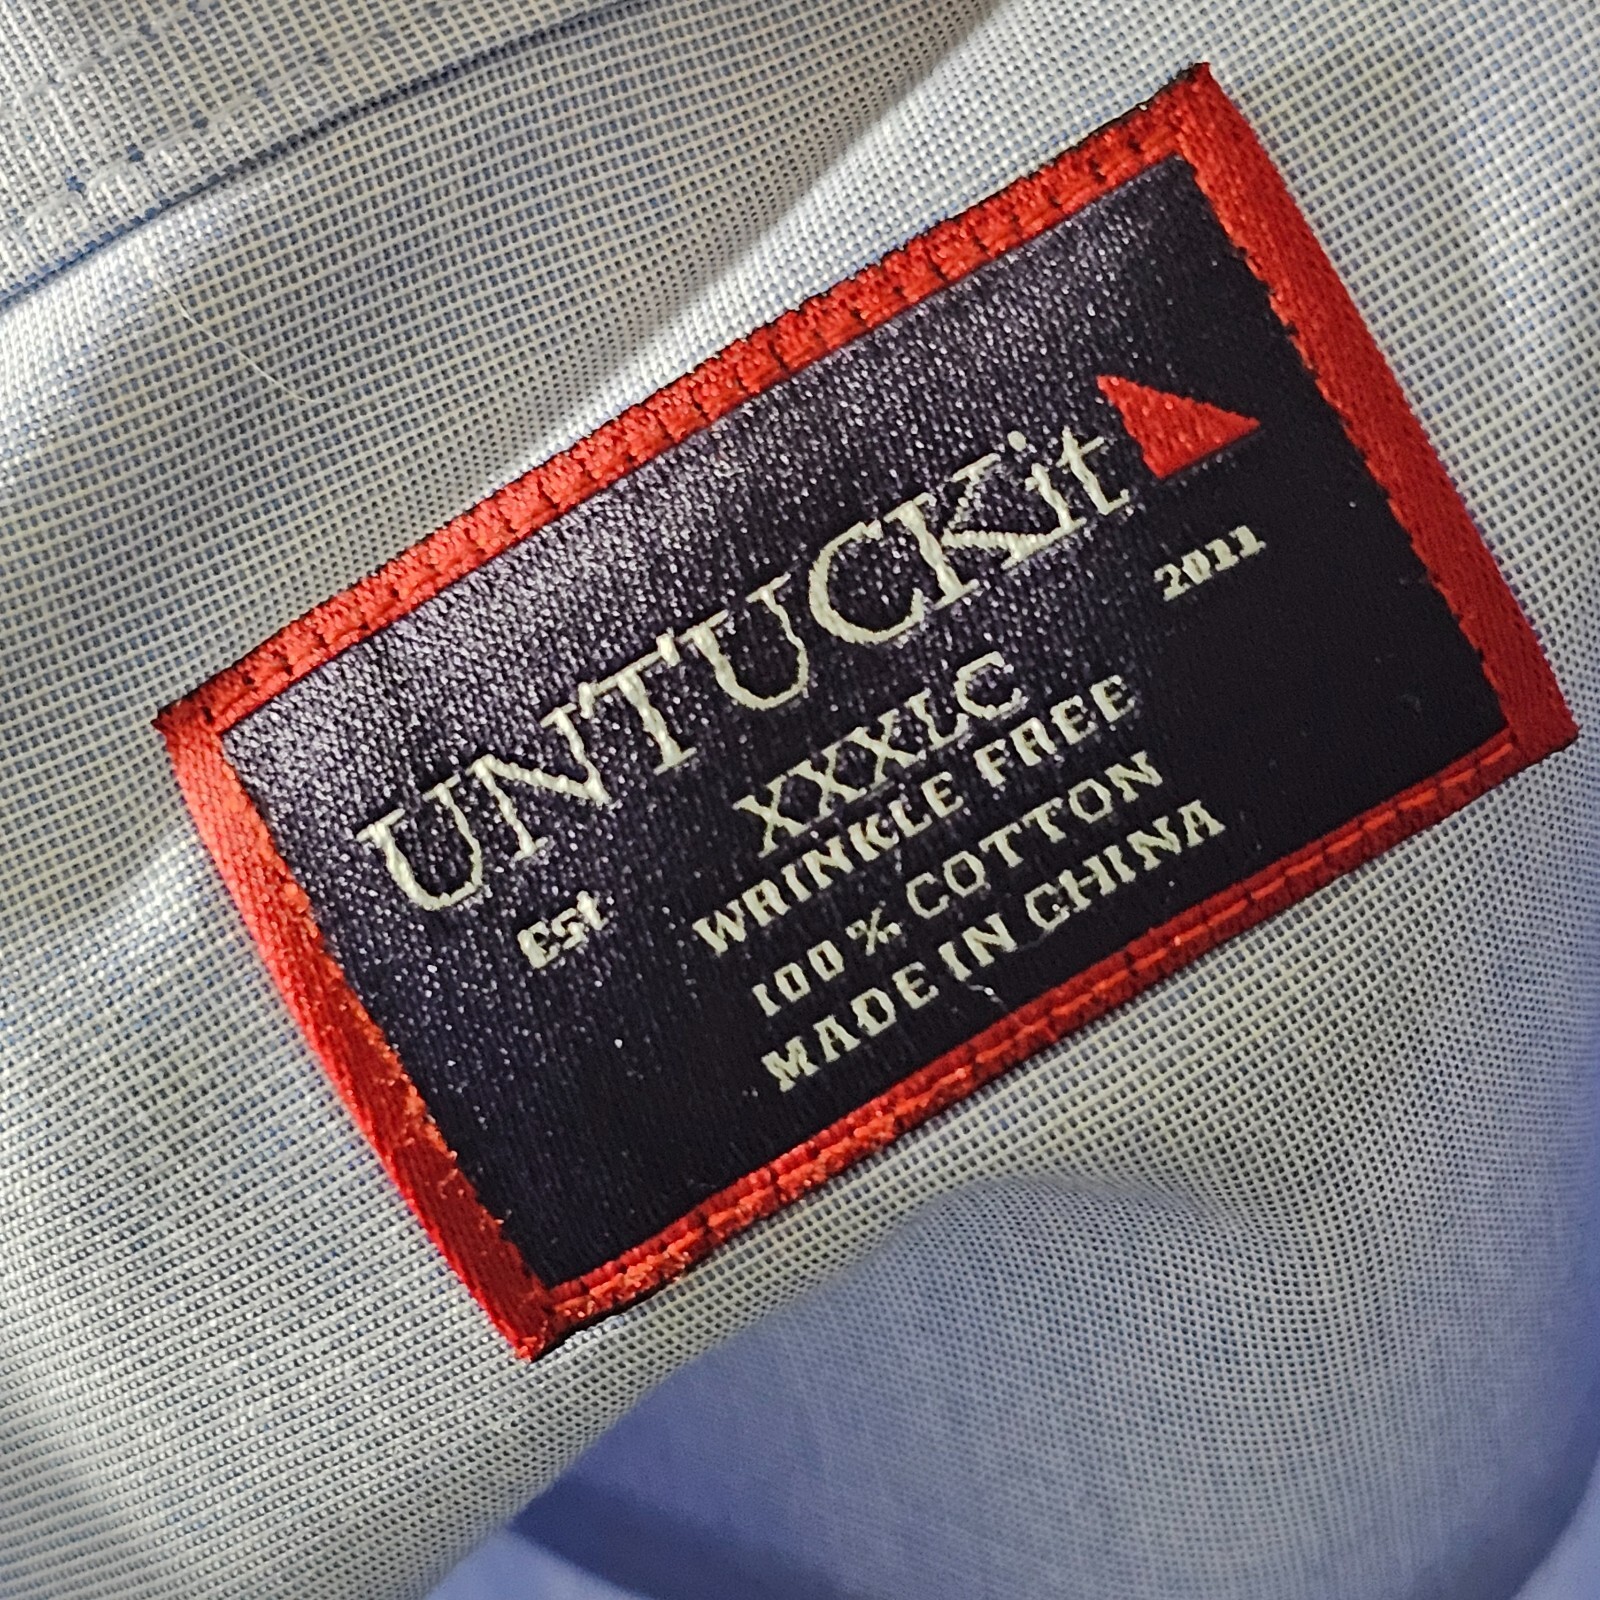 UNTUCKit
Est 2011
XXXLC
WRINKLE FREE
100% COTTON
MADE IN CHINA